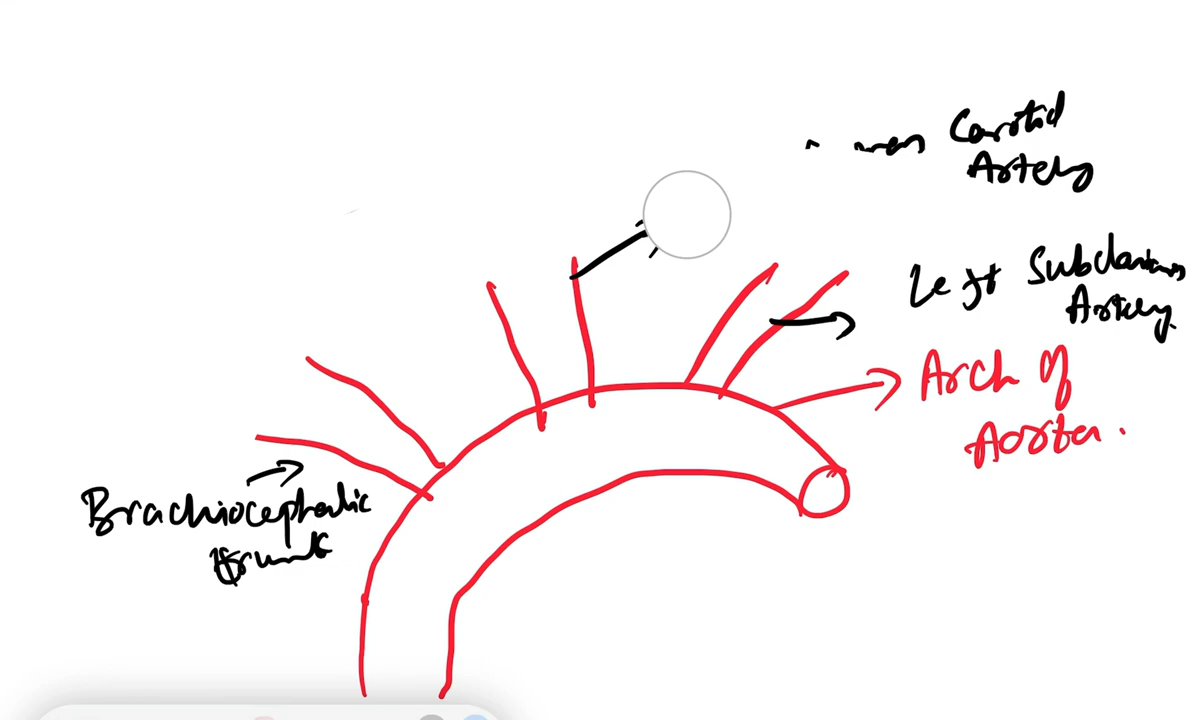 Carotid
Artery
Left Subclavian
Artery
Arch of
Aorta.
Brachiocephalic
trunk